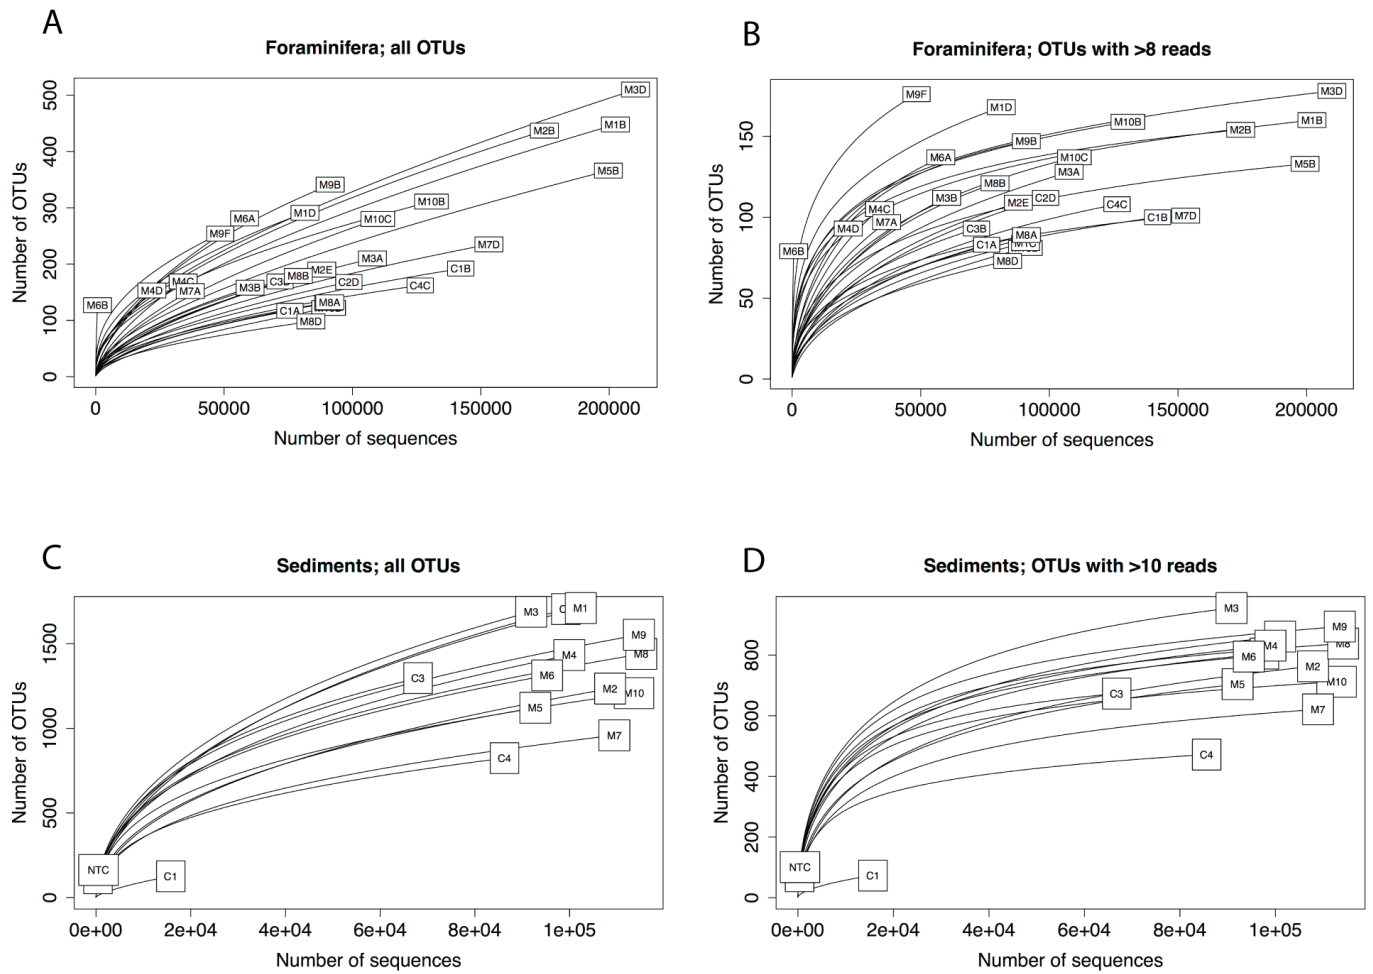 A
Foraminifera; all OTUs
Number of OTUs
500
400
300
200
100
0
M3D
M2B
M1B
M5B
M9B
M10B
M1D
M6A
M10C
M9F
M7D
M3A
C1B
M2E
M8B
C2D
M4C
M4D
M7A
M3B
C4C
M6B
M8A
C1A
M8D
0
50000
100000
150000
200000
Number of sequences
B
Foraminifera; OTUs with >8 reads
Number of OTUs
150
100
50
0
M9F
M3D
M1D
M10B
M1B
M2B
M9B
M6A
M10C
M5B
M3A
M8B
M3B
C2D
M2E
C4C
M4C
M7A
M4D
C1B
M7D
C3B
M8A
C1A
M6B
M8D
0
50000
100000
150000
200000
Number of sequences
C
Sediments; all OTUs
Number of OTUs
1500
1000
500
0
M3
M1
M9
M8
M4
M6
C3
M2
M10
M5
M7
C4
NTC
C1
0e+00
2e+04
4e+04
6e+04
8e+04
1e+05
Number of sequences
D
Sediments; OTUs with >10 reads
Number of OTUs
800
600
400
200
0
M3
M9
M8
M4
M6
M2
M10
M5
C3
M7
C4
NTC
C1
0e+00
2e+04
4e+04
6e+04
8e+04
1e+05
Number of sequences